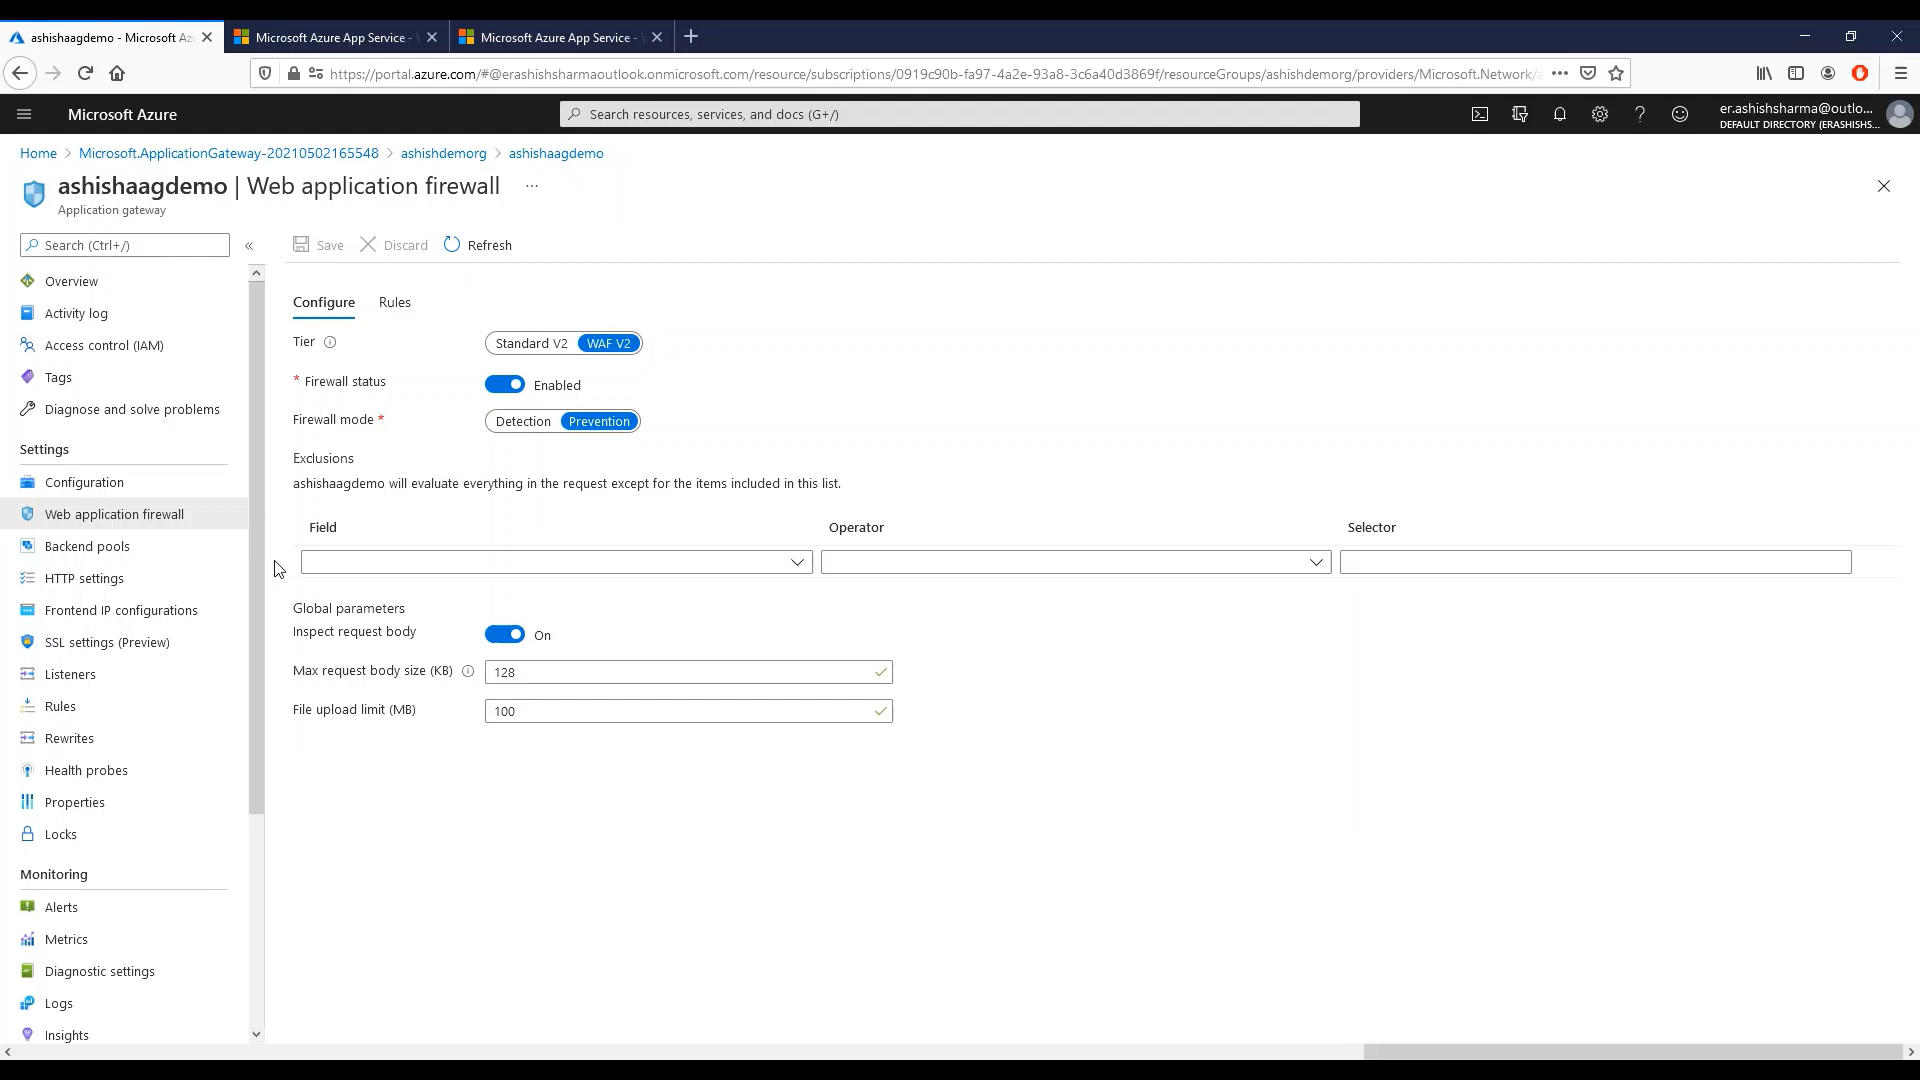 ashishaagdemo - Microsoft Az
Microsoft Azure App Service -
Microsoft Azure App Service -
https://portal.azure.com/#@erashishsharmaoutlook.onmicrosoft.com/resource/subscriptions/0919c90b-fa97-4a2e-93a8-3c6a40d3869f/resourceGroups/ashishdemorg/providers/Microsoft.Network/
Microsoft Azure
Search resources, services, and docs (G+/)
er.ashishsharma@outlo...
DEFAULT DIRECTORY (ERASHISHS...
Home > Microsoft.ApplicationGateway-20210502165548 > ashishdemorg > ashishaagdemo
ashishaagdemo | Web application firewall ...
Application gateway
Search (Ctrl+/)
«
Save
Discard
Refresh
Overview
Activity log
Access control (IAM)
Tags
Diagnose and solve problems
Settings
Configuration
Web application firewall
Backend pools
HTTP settings
Frontend IP configurations
SSL settings (Preview)
Listeners
Rules
Rewrites
Health probes
Properties
Locks
Monitoring
Alerts
Metrics
Diagnostic settings
Logs
Insights
Configure
Rules
Tier
Standard V2
WAF V2
* Firewall status
Enabled
Firewall mode *
Detection
Prevention
Exclusions
ashishaagdemo will evaluate everything in the request except for the items included in this list.
Field
Operator
Selector
Global parameters
Inspect request body
On
Max request body size (KB)
128
File upload limit (MB)
100